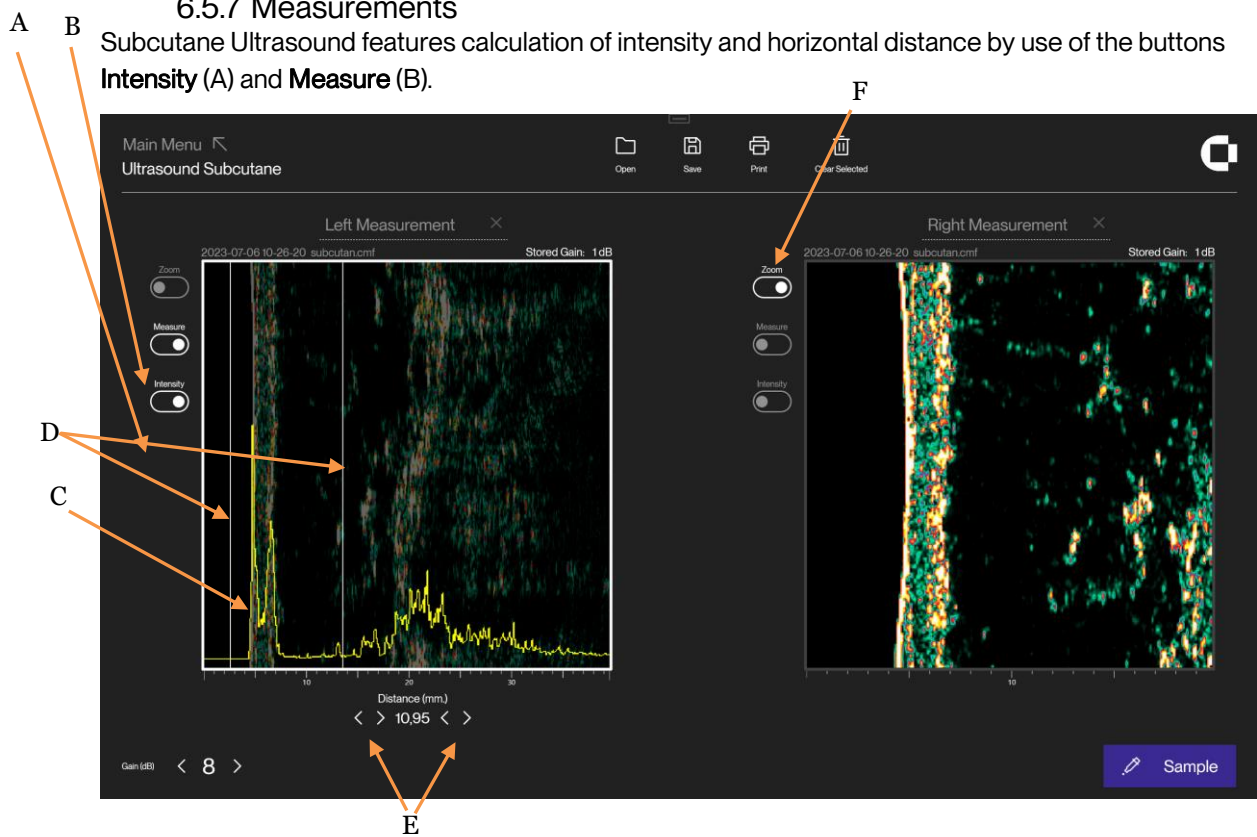 6.5.7 Measurements
A
B
Subcutane Ultrasound features calculation of intensity and horizontal distance by use of the buttons
Intensity (A) and Measure (B).
F
Main Menu
Ultrasound Subcutane
Open
Save
Print
Clear Selected
Left Measurement
2023-07-06 10-26-20 subcutan.cmf
Stored Gain: 1 dB
Zoom
Measure
Intensity
D
C
10
20
30
Distance (mm.)
< > 10,95 < >
Gain (dB) < 8 >
E
Right Measurement
2023-07-06 10-26-20 subcutan.cmf
Stored Gain: 1 dB
Zoom
Measure
Intensity
10
Sample